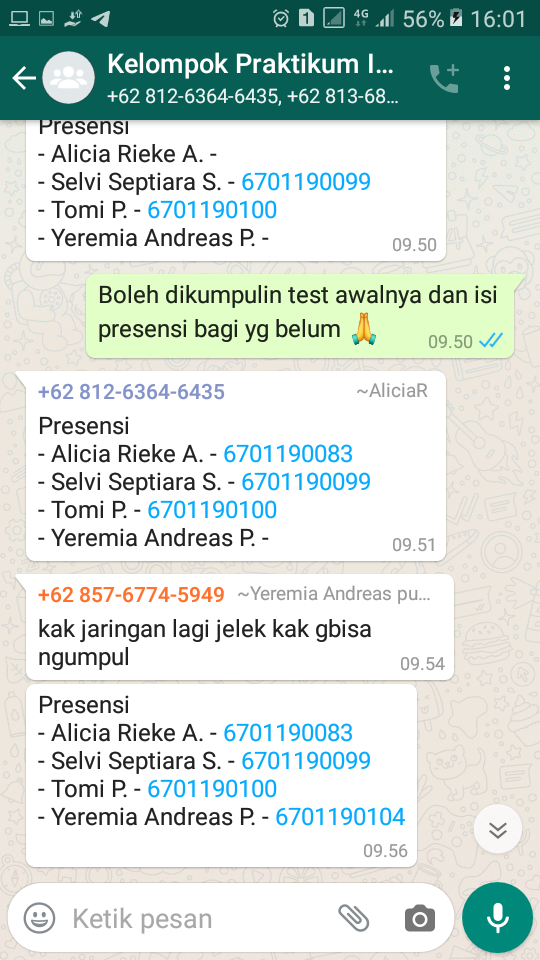 4G 56% 16:01
Kelompok Praktikum I...
+62 812-6364-6435, +62 813-68...
Presensi
- Alicia Rieke A. -
- Selvi Septiara S. - 6701190099
- Tomi P. - 6701190100
- Yeremia Andreas P. -
09.50
Boleh dikumpulin test awalnya dan isi
presensi bagi yg belum 🙏
09.50
+62 812-6364-6435 ~AliciaR
Presensi
- Alicia Rieke A. - 6701190083
- Selvi Septiara S. - 6701190099
- Tomi P. - 6701190100
- Yeremia Andreas P. -
09.51
+62 857-6774-5949 ~Yeremia Andreas pu...
kak jaringan lagi jelek kak gbisa
ngumpul
09.54
Presensi
- Alicia Rieke A. - 6701190083
- Selvi Septiara S. - 6701190099
- Tomi P. - 6701190100
- Yeremia Andreas P. - 6701190104
09.56
Ketik pesan